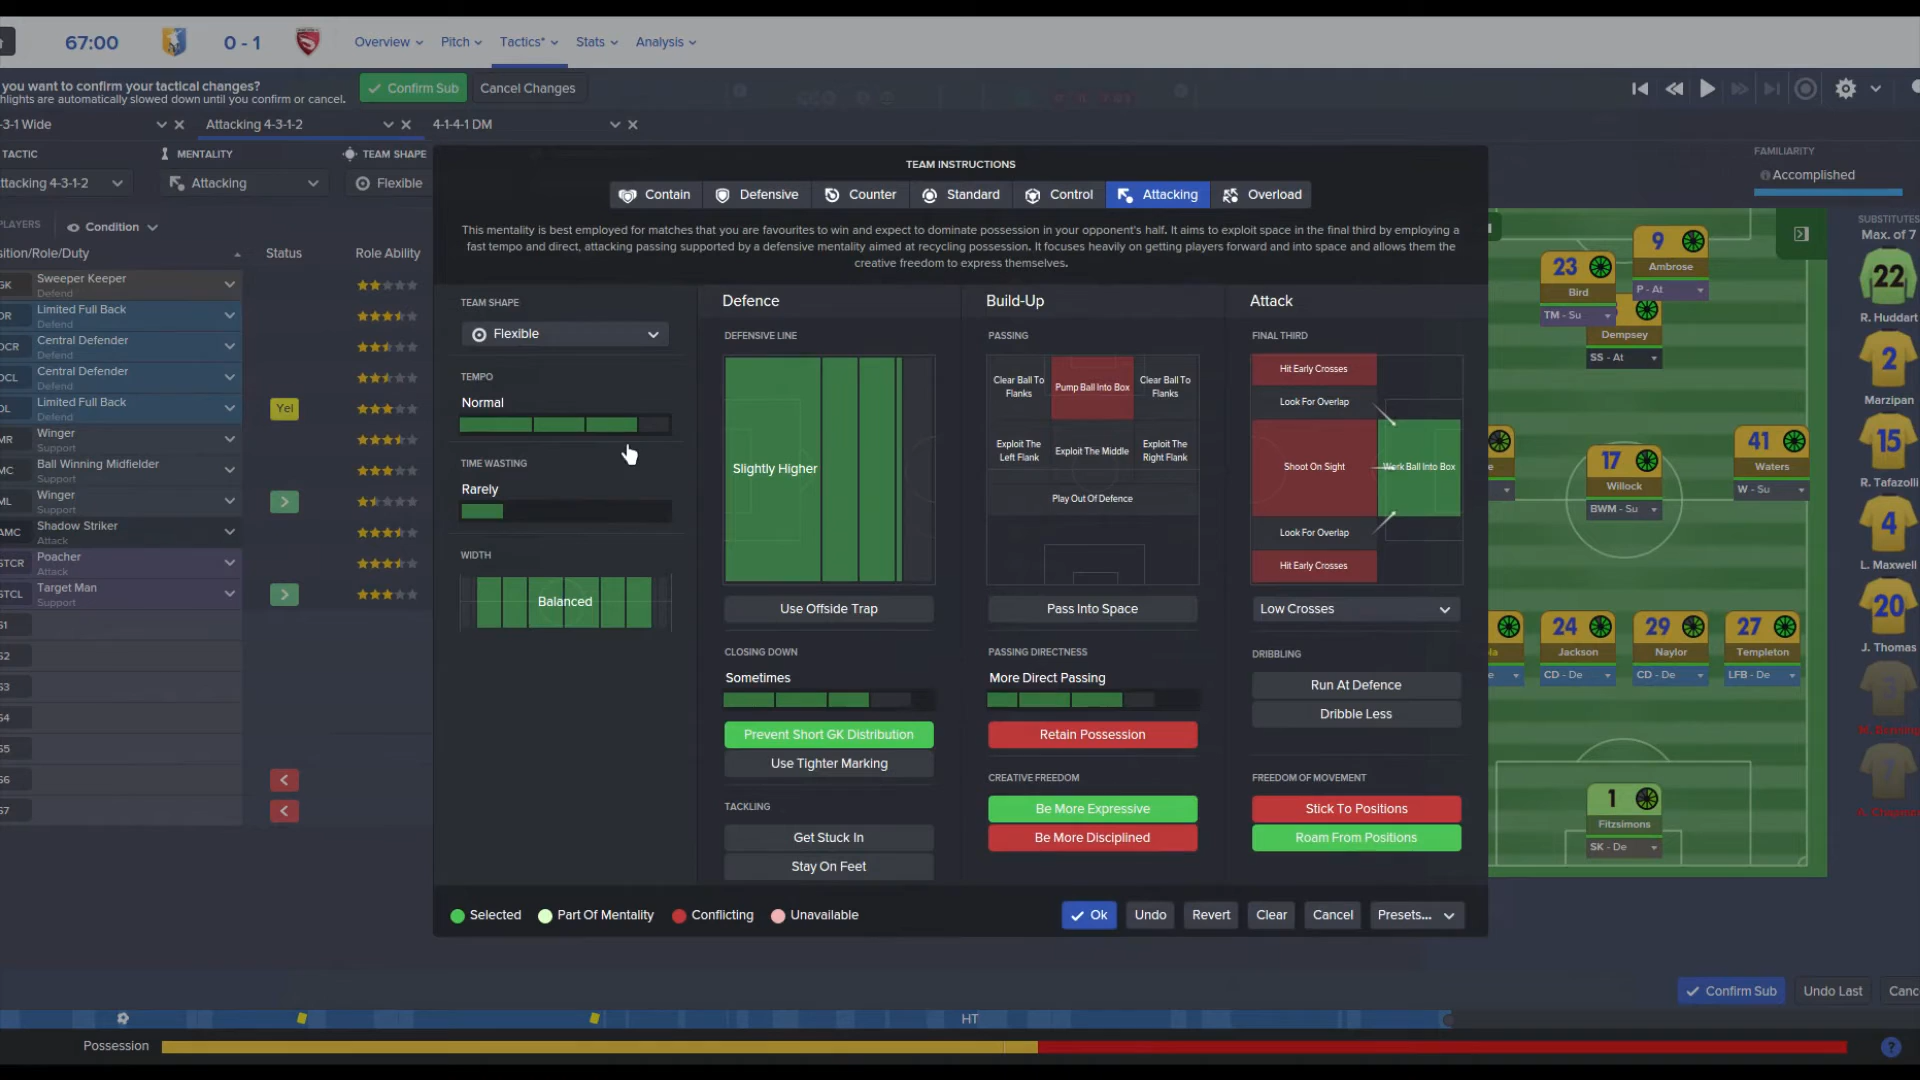 67:00
0 - 1
Overview
Pitch
Tactics*
Stats
Analysis
you want to confirm your tactical changes?
hlights are automatically slowed down until you confirm or cancel.
Confirm Sub
Cancel Changes
-3-1 Wide
Attacking 4-3-1-2
4-1-4-1 DM
TACTIC
MENTALITY
TEAM SHAPE
ttacking 4-3-1-2
Attacking
Flexible
FAMILIARITY
Accomplished
PLAYERS
Condition
sition/Role/Duty
Status
Role Ability
GK
Sweeper Keeper
Defend
DR
Limited Full Back
Defend
DCR
Central Defender
Defend
DCL
Central Defender
Defend
DL
Limited Full Back
Defend
Yel
MR
Winger
Support
MC
Ball Winning Midfielder
Support
ML
Winger
Support
AMC
Shadow Striker
Attack
STCR
Poacher
Attack
STCL
Target Man
Support
S1
S2
S3
S4
S5
S6
S7
TEAM INSTRUCTIONS
Contain
Defensive
Counter
Standard
Control
Attacking
Overload
This mentality is best employed for matches that you are favourites to win and expect to dominate possession in your opponent's half. It aims to exploit space in the final third by employing a
fast tempo and direct, attacking passing supported by a defensive mentality aimed at recycling possession. It focuses heavily on getting players forward and into space and allows them the
creative freedom to express themselves.
TEAM SHAPE
Flexible
TEMPO
Normal
TIME WASTING
Rarely
WIDTH
Balanced
Defence
DEFENSIVE LINE
Slightly Higher
Use Offside Trap
CLOSING DOWN
Sometimes
Prevent Short GK Distribution
Use Tighter Marking
TACKLING
Get Stuck In
Stay On Feet
Build-Up
PASSING
Clear Ball To
Flanks
Pump Ball Into Box
Clear Ball To
Flanks
Exploit The
Left Flank
Exploit The Middle
Exploit The
Right Flank
Play Out Of Defence
Pass Into Space
PASSING DIRECTNESS
More Direct Passing
Retain Possession
CREATIVE FREEDOM
Be More Expressive
Be More Disciplined
Attack
FINAL THIRD
Hit Early Crosses
Look For Overlap
Shoot On Sight
Work Ball Into Box
Look For Overlap
Hit Early Crosses
Low Crosses
DRIBBLING
Run At Defence
Dribble Less
FREEDOM OF MOVEMENT
Stick To Positions
Roam From Positions
Selected
Part Of Mentality
Conflicting
Unavailable
Ok
Undo
Revert
Clear
Cancel
Presets...
9
Ambrose
P - At
23
Bird
TM - Su
Dempsey
SS - At
17
Willock
BWM - Su
41
Waters
W - Su
24
Jackson
CD - De
29
Naylor
CD - De
27
Templeton
LFB - De
1
Fitzsimons
SK - De
SUBSTITUTES
Max. of 7
22
R. Huddart
2
Marzipan
15
R. Tafazolli
4
L. Maxwell
20
J. Thomas
Confirm Sub
Undo Last
Canc
HT
Possession
?